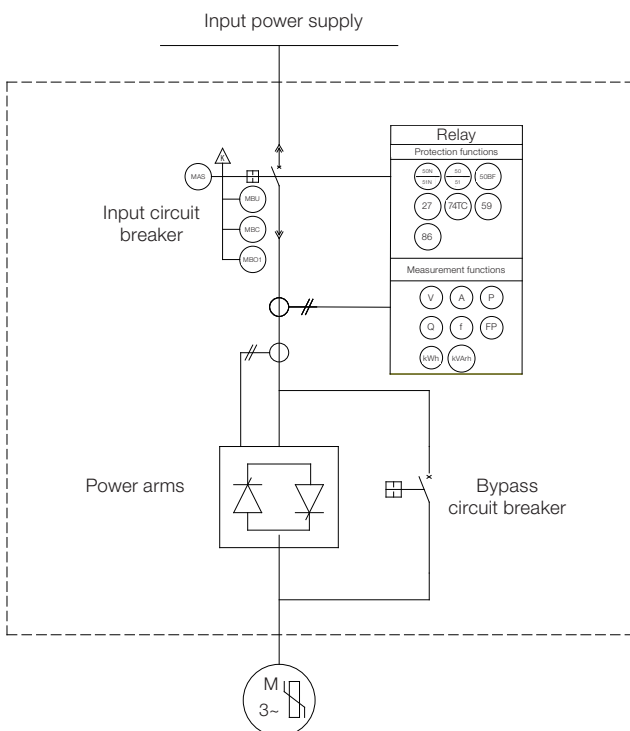 Input power supply
Relay
Protection functions
50N
51N
50
51
50BF
27
74TC
59
86
Measurement functions
V
A
P
Q
f
FP
kWh
kVArh
K
MAS
MBU
MBC
MBO1
Input circuit
breaker
Power arms
Bypass
circuit breaker
M
3~